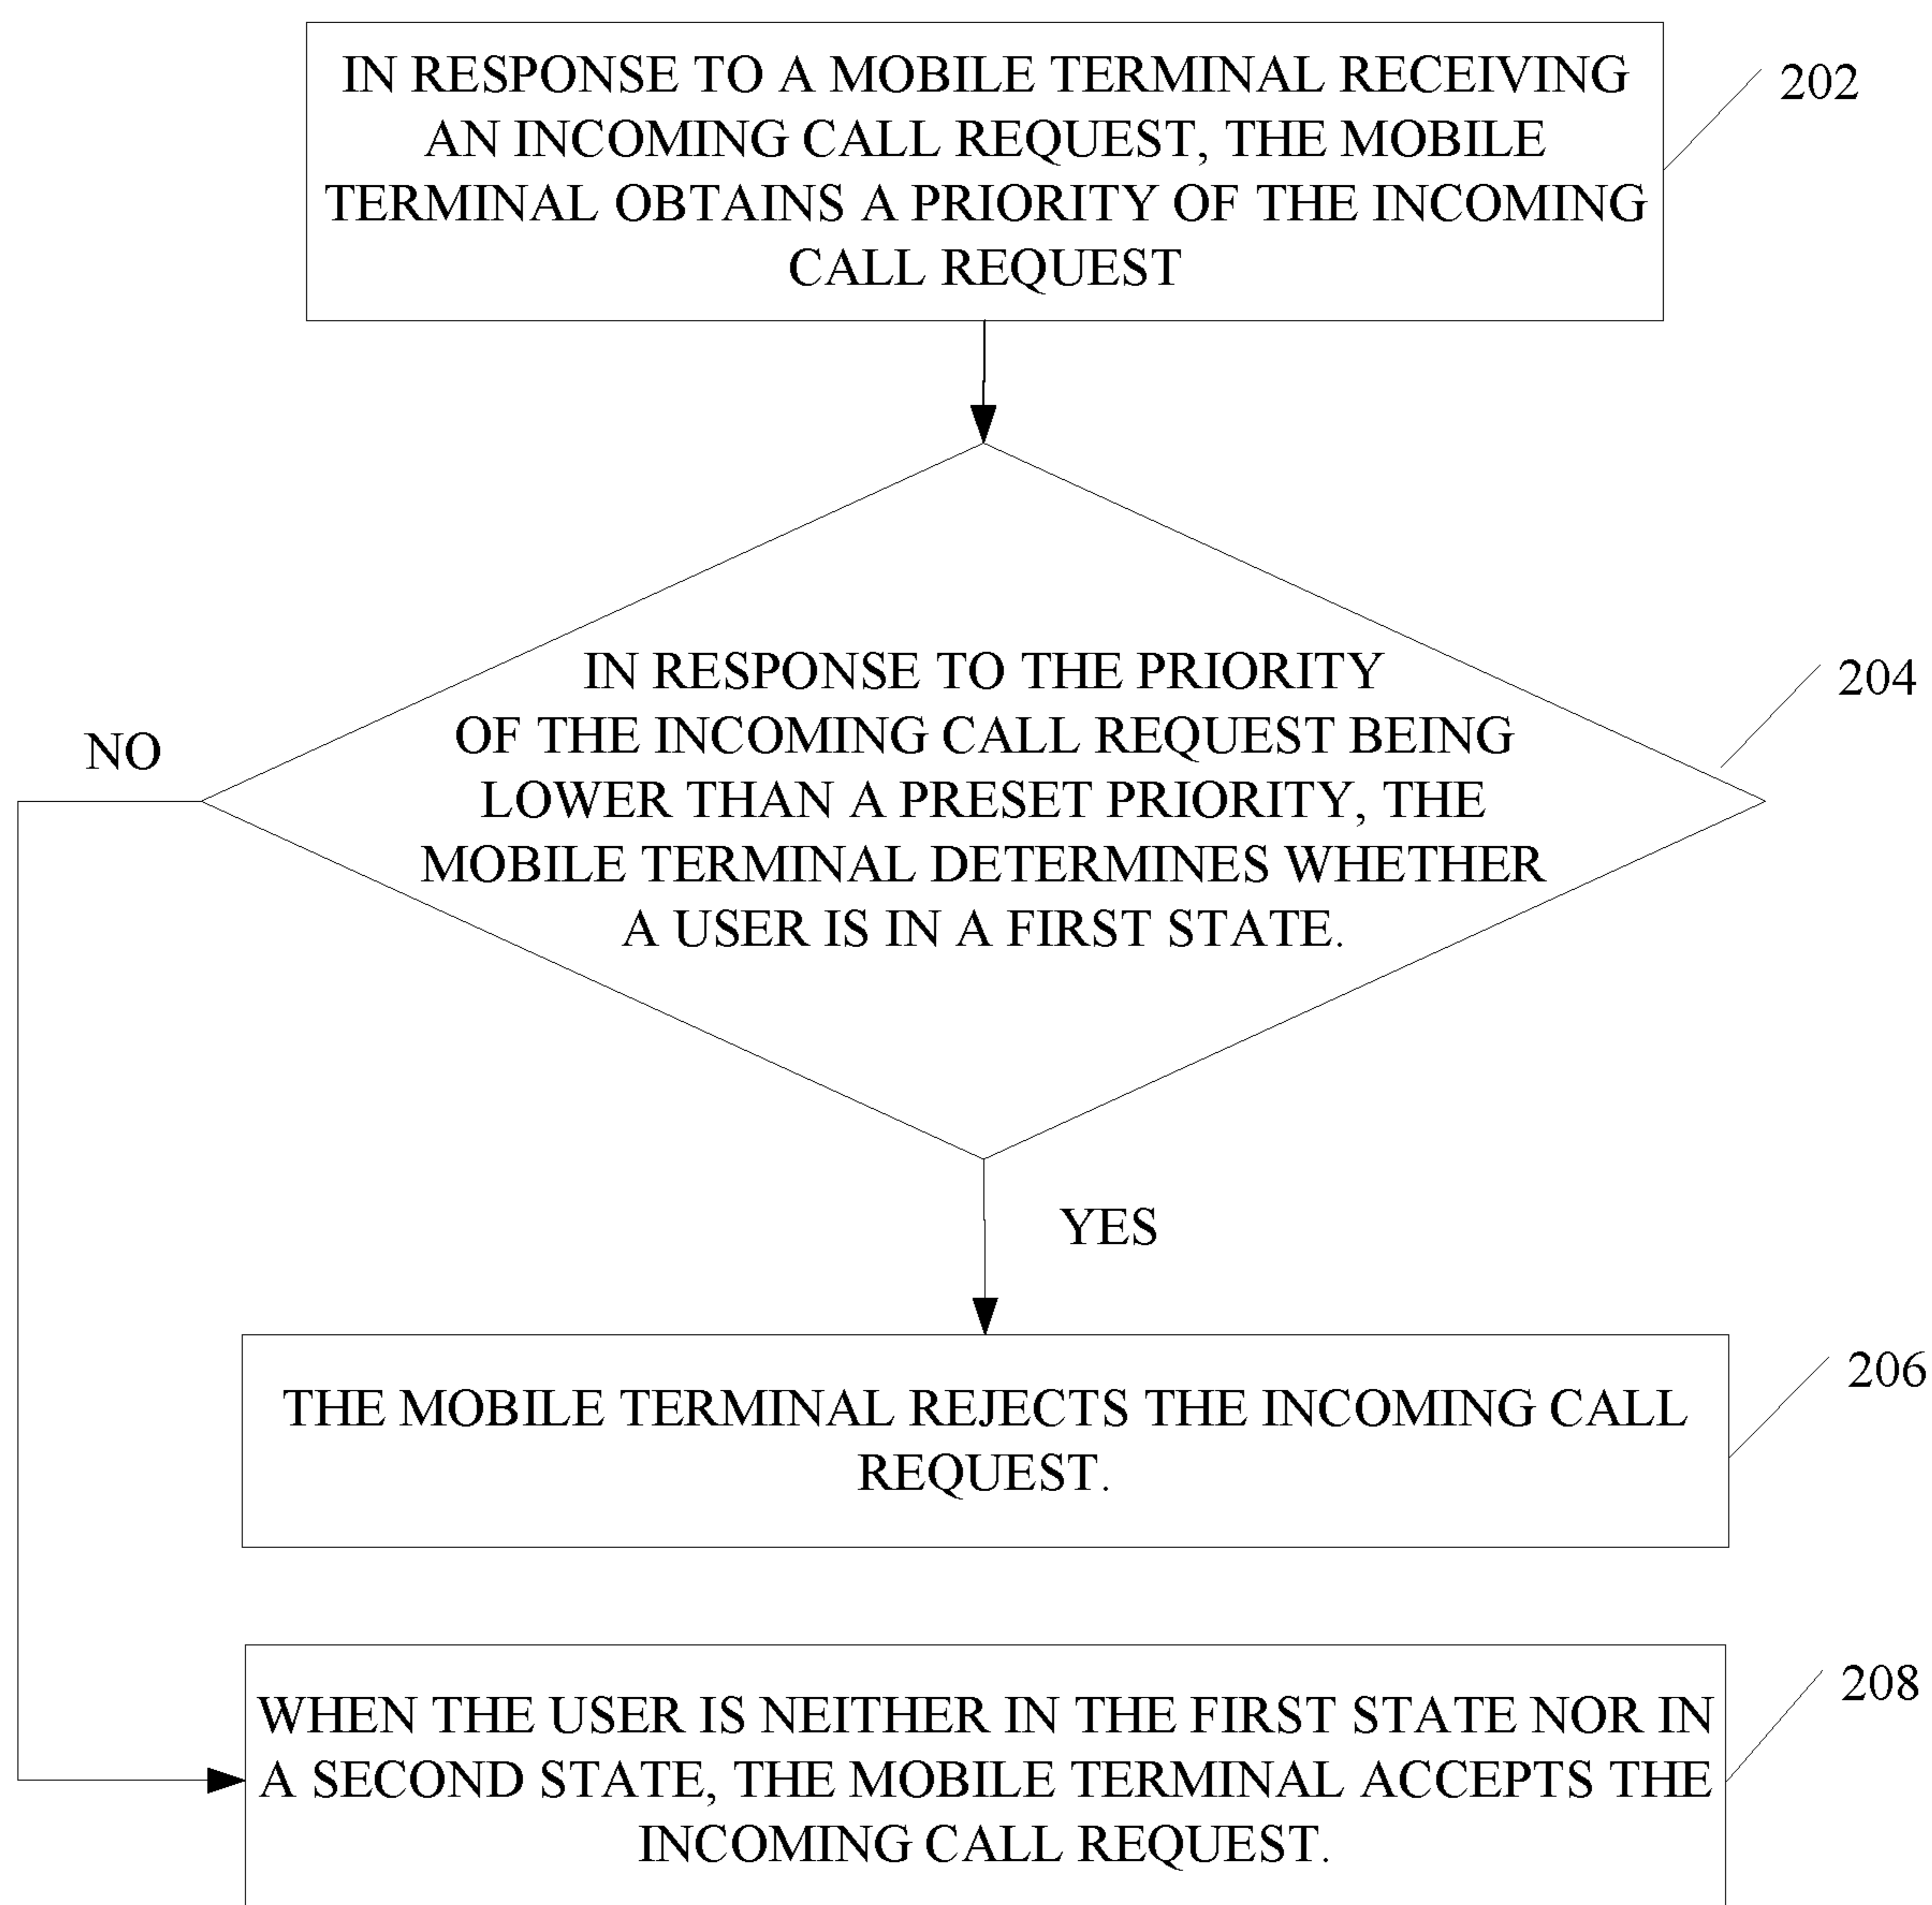 IN RESPONSE TO A MOBILE TERMINAL RECEIVING
AN INCOMING CALL REQUEST, THE MOBILE
TERMINAL OBTAINS A PRIORITY OF THE INCOMING
CALL REQUEST
202
IN RESPONSE TO THE PRIORITY
OF THE INCOMING CALL REQUEST BEING
LOWER THAN A PRESET PRIORITY, THE
MOBILE TERMINAL DETERMINES WHETHER
A USER IS IN A FIRST STATE.
204
NO
YES
THE MOBILE TERMINAL REJECTS THE INCOMING CALL
REQUEST.
206
WHEN THE USER IS NEITHER IN THE FIRST STATE NOR IN
A SECOND STATE, THE MOBILE TERMINAL ACCEPTS THE
INCOMING CALL REQUEST.
208